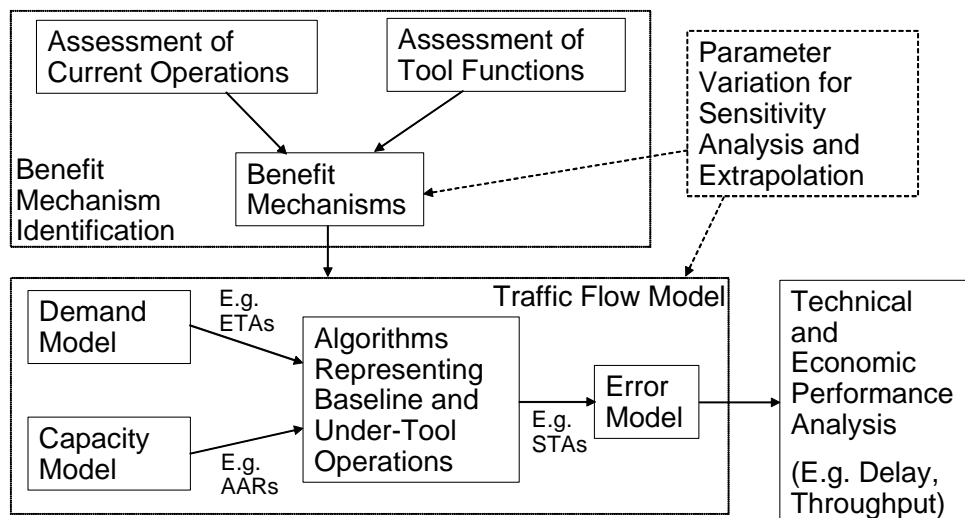 Assessment of
Current Operations
Assessment of
Tool Functions
Parameter
Variation for
Sensitivity
Analysis and
Extrapolation
Benefit
Mechanism
Identification
Benefit
Mechanisms
Traffic Flow Model
Demand
Model
E.g.
ETAs
Capacity
Model
E.g.
AARs
Algorithms
Representing
Baseline and
Under-Tool
Operations
E.g.
STAs
Error
Model
Technical
and
Economic
Performance
Analysis
(E.g. Delay,
Throughput)